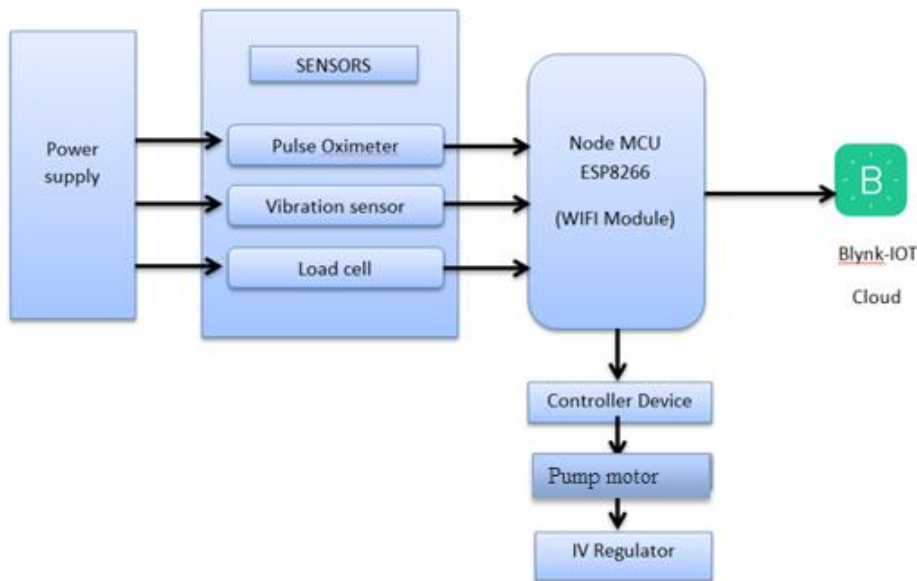 Power
supply
SENSORS
Pulse Oximeter
Vibration sensor
Load cell
Node MCU
ESP8266
(WIFI Module)
B
Blynk-IOT
Cloud
Controller Device
Pump motor
IV Regulator